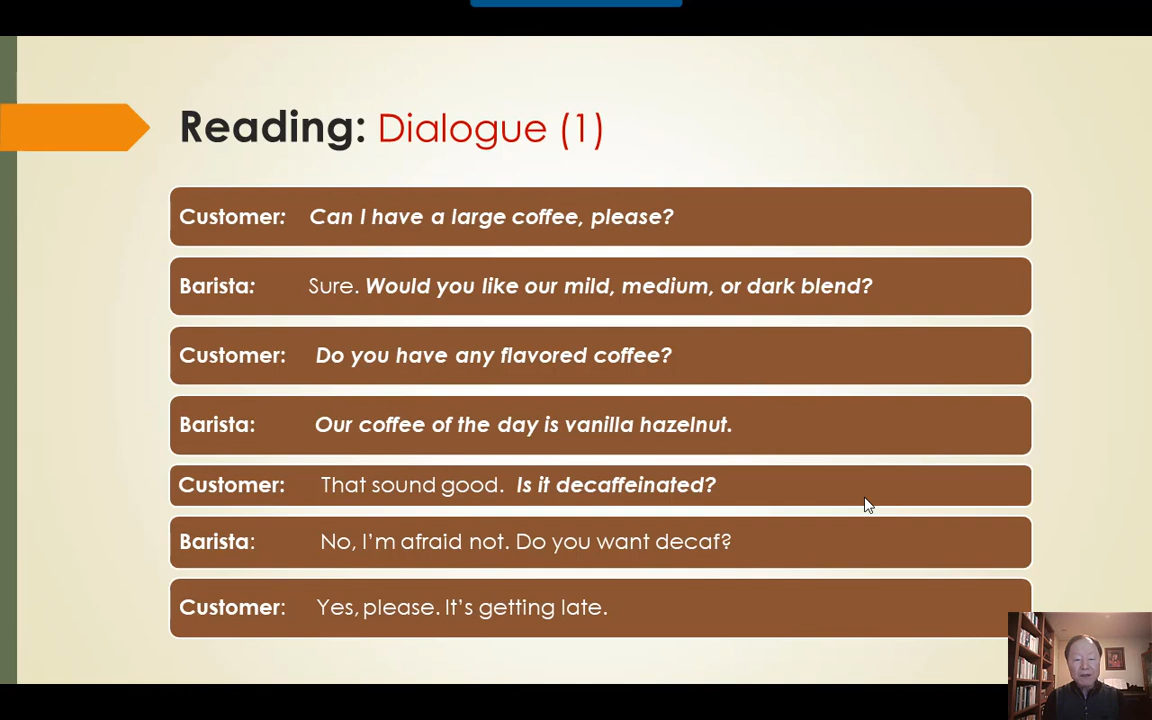 Reading: Dialogue (1)
Customer: Can I have a large coffee, please?
Barista: Sure. Would you like our mild, medium, or dark blend?
Customer: Do you have any flavored coffee?
Barista: Our coffee of the day is vanilla hazelnut.
Customer: That sound good. Is it decaffeinated?
Barista: No, I’m afraid not. Do you want decaf?
Customer: Yes, please. It’s getting late.